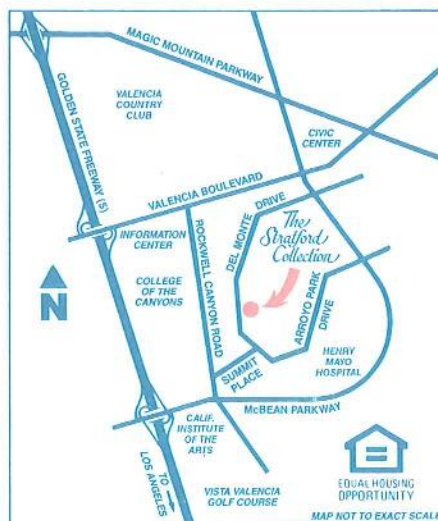 MAGIC MOUNTAIN PARKWAY
GOLDEN STATE FREEWAY (5)
VALENCIA
COUNTRY
CLUB
CIVIC
CENTER
VALENCIA BOULEVARD
INFORMATION
CENTER
ROCKWELL CANYON ROAD
DEL MONTE DRIVE
The
Stratford
Collection
COLLEGE
OF THE
CANYONS
N
ARROYO PARK
DRIVE
SUMMIT
PLACE
HENRY
MAYO
HOSPITAL
McBEAN PARKWAY
CALIF.
INSTITUTE
OF THE
ARTS
TO
LOS ANGELES
VISTA VALENCIA
GOLF COURSE
EQUAL HOUSING
OPPORTUNITY
MAP NOT TO EXACT SCALE